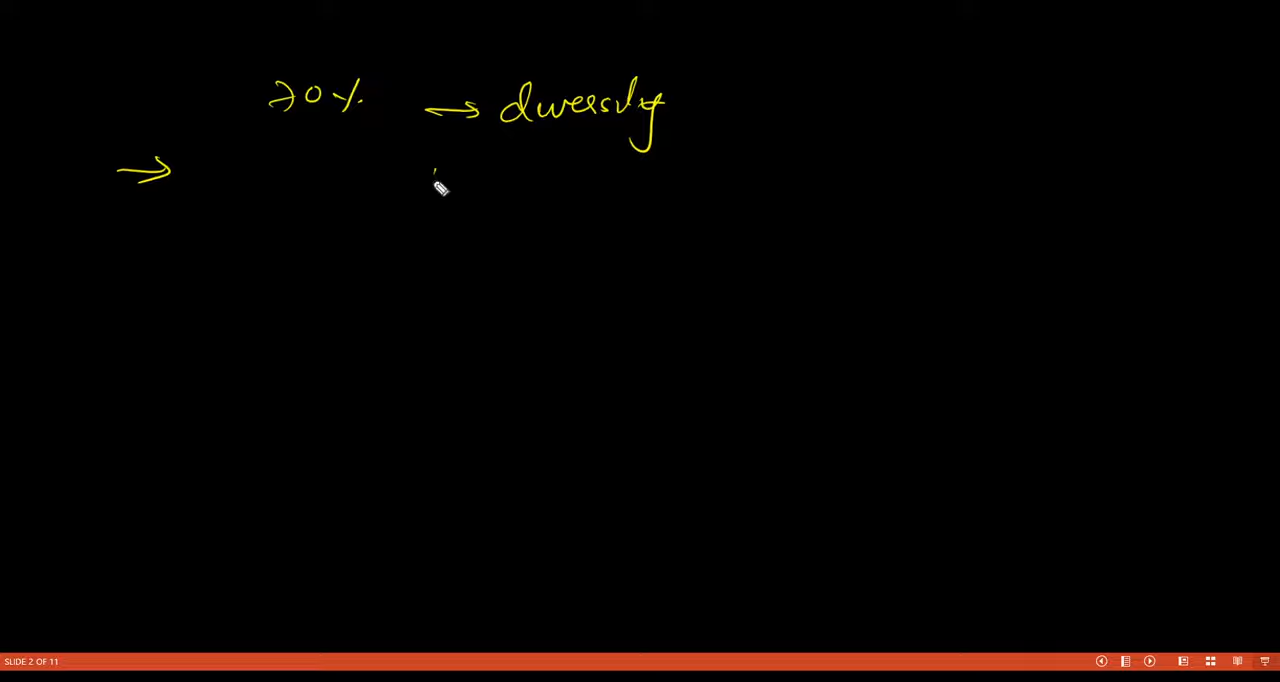 70% → diversity
→
SLIDE 2 OF 11